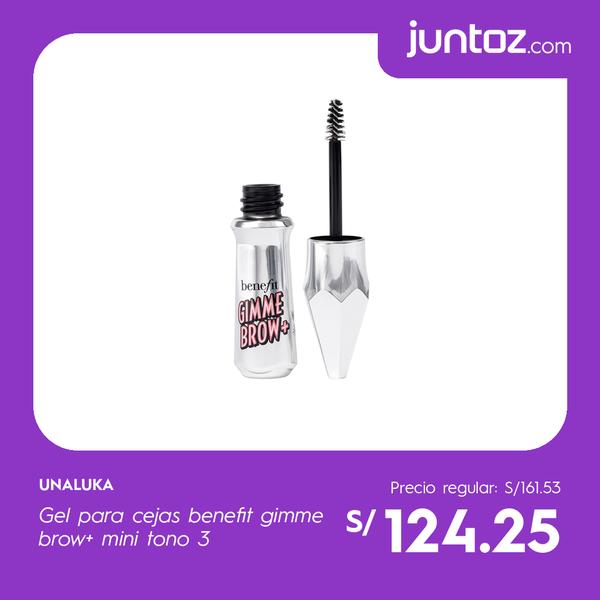 juntoz.com
benefit
GIMME
BROW+
UNALUKA
Gel para cejas benefit gimme
brow+ mini tono 3
Precio regular: S/161.53
S/ 124.25